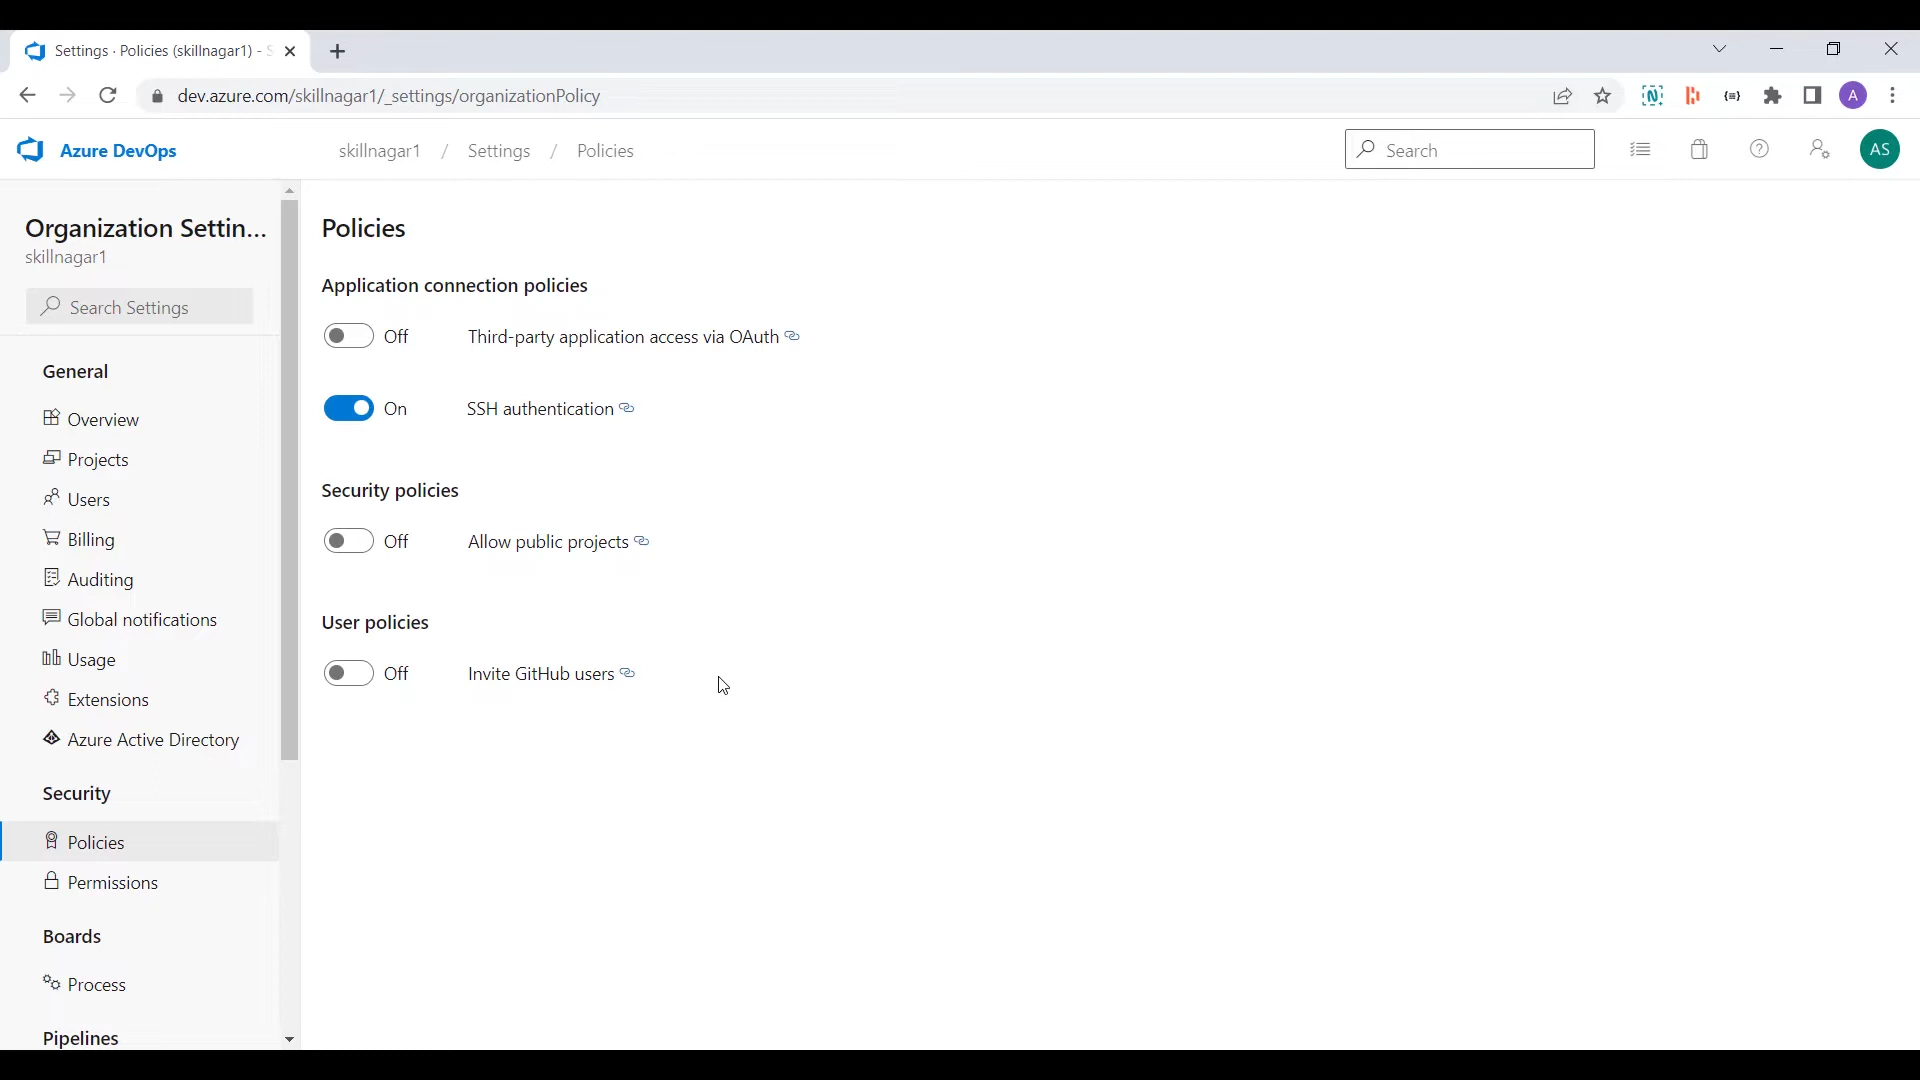 Settings · Policies (skillnagar1) - S
dev.azure.com/skillnagar1/_settings/organizationPolicy
A
Azure DevOps
skillnagar1 / Settings / Policies
Search
AS
Organization Settin...
skillnagar1
Search Settings
General
Overview
Projects
Users
Billing
Auditing
Global notifications
Usage
Extensions
Azure Active Directory
Security
Policies
Permissions
Boards
Process
Pipelines
Policies
Application connection policies
Off Third-party application access via OAuth
On SSH authentication
Security policies
Off Allow public projects
User policies
Off Invite GitHub users